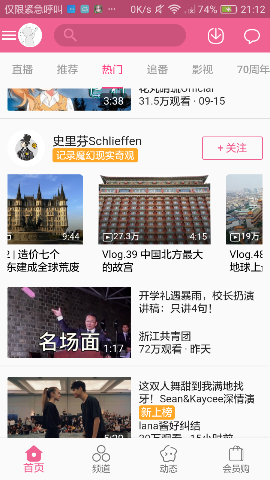 仅限紧急呼叫
0K/s
74%
21:12
直播 推荐 热门 追番 影视 70周年
3:38
31.5万观看 · 09-15
史里芬Schlieffen
记录魔幻现实奇观
+ 关注
9:44
27.3万 4:15
19万
2 | 造价七个
东建成全球荒废
Vlog.39 中国北方最大
的故宫
Vlog.48
地球上
名场面
1:17
开学礼遇暴雨，校长扮演
讲稿：只讲4句！
浙江共青团
72万观看 · 昨天
这双人舞甜到我满地找
牙！Sean&Kaycee深情演
新上榜
lana酱好纠结
首页 频道 动态 会员购